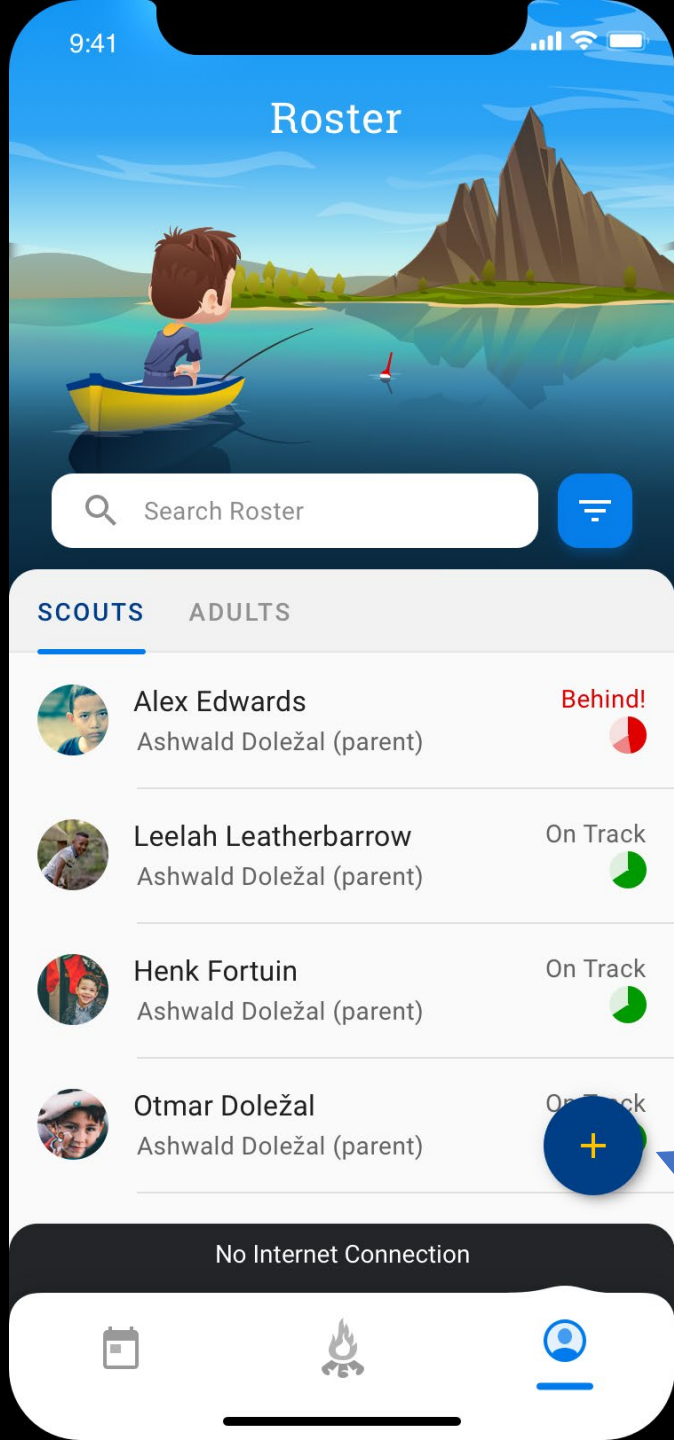 9:41
Roster
Search Roster
SCOUTS ADULTS
Alex Edwards Behind!
Ashwald Doležal (parent)
Leelah Leatherbarrow On Track
Ashwald Doležal (parent)
Henk Fortuin On Track
Ashwald Doležal (parent)
Otmar Doležal
Ashwald Doležal (parent)
+
No Internet Connection